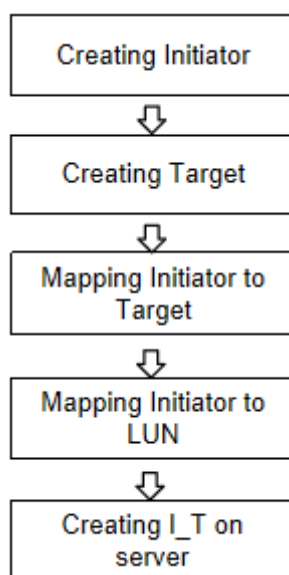 Creating Initiator
Creating Target
Mapping Initiator to
Target
Mapping Initiator to
LUN
Creating I_T on
server